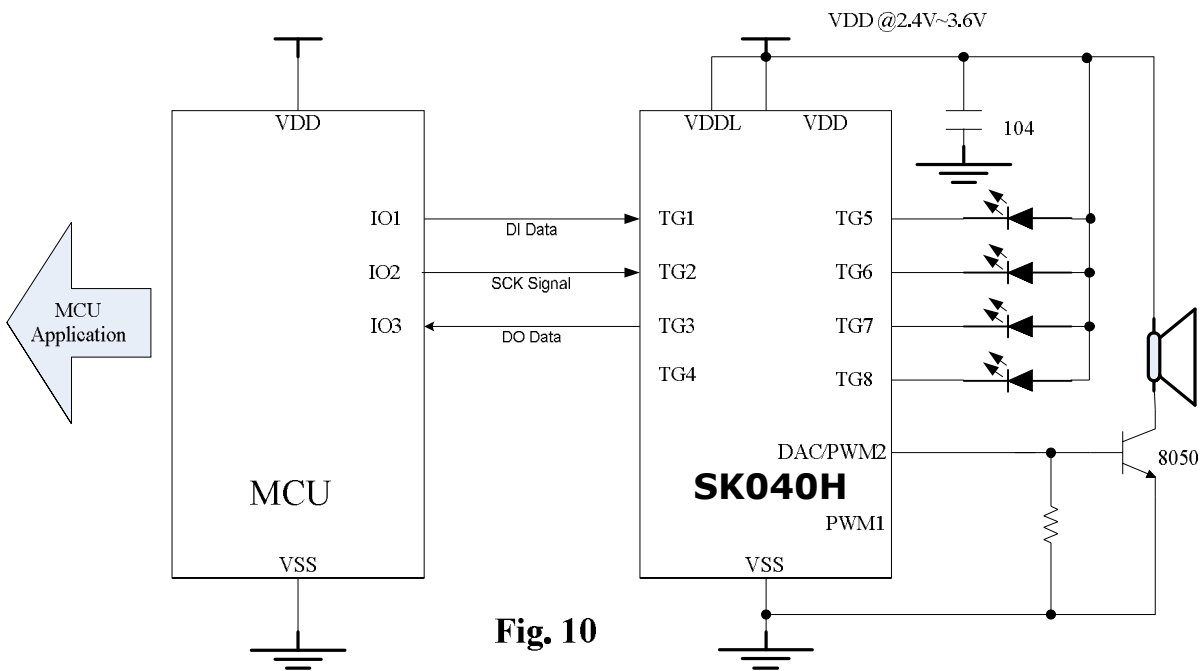 VDD @2.4V~3.6V
VDD
VDDL
VDD
104
IO1
DI Data
TG1
TG5
IO2
SCK Signal
TG2
TG6
MCU
Application
IO3
DO Data
TG3
TG7
TG4
TG8
DAC/PWM2
8050
MCU
SK040H
PWM1
VSS
VSS
Fig. 10